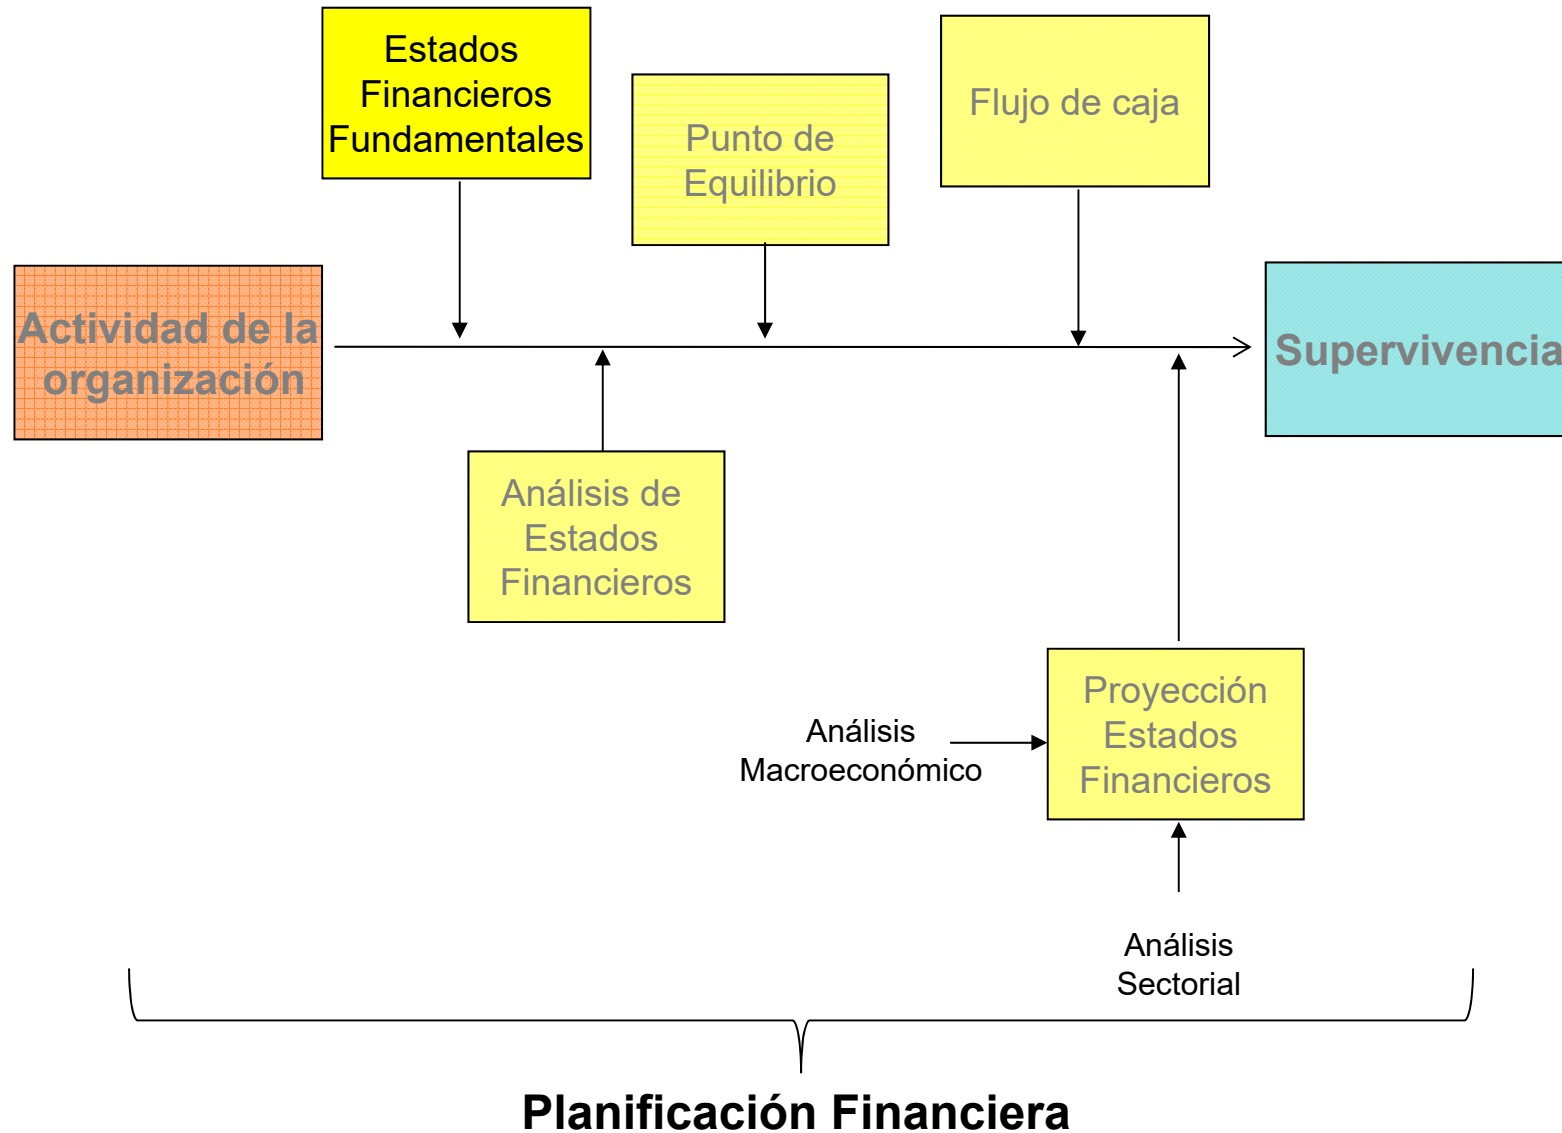 Estados
Financieros
Fundamentales
Punto de
Equilibrio
Flujo de caja
Actividad de la
organización
Supervivencia
Análisis de
Estados
Financieros
Proyección
Estados
Financieros
Análisis
Macroeconómico
Análisis
Sectorial
Planificación Financiera